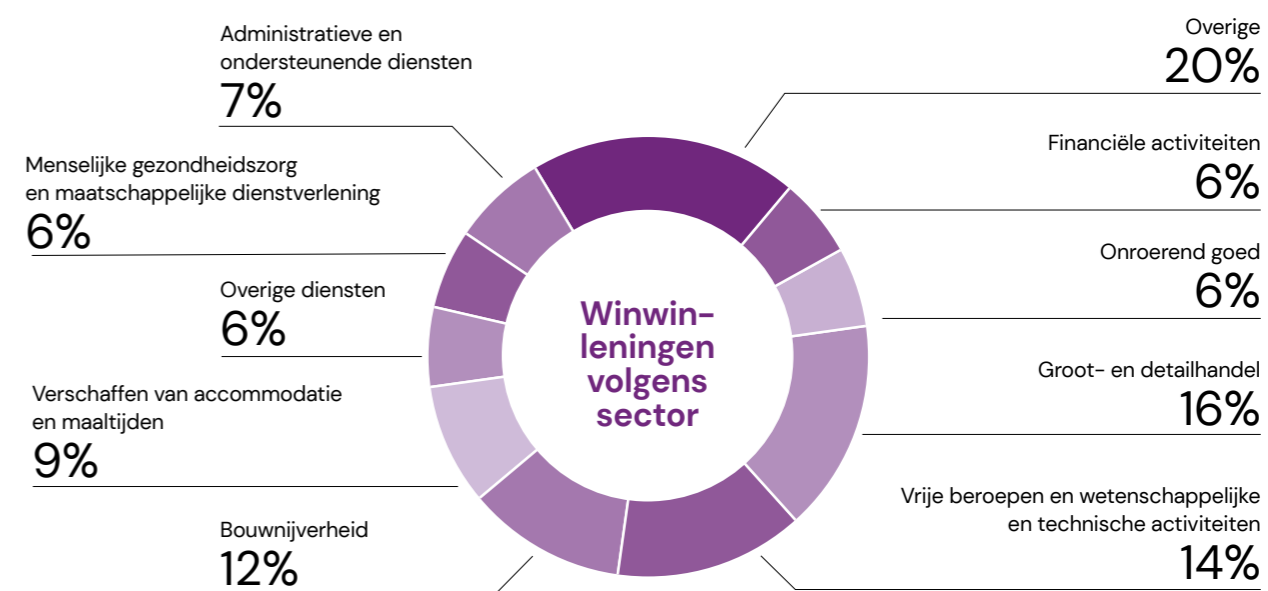 Administratieve en
ondersteunende diensten
7%
Menselijke gezondheidszorg
en maatschappelijke dienstverlening
6%
Overige diensten
6%
Verschaffen van accommodatie
en maaltijden
9%
Bouwnijverheid
12%
Winwin-
leningen
volgens
sector
Overige
20%
Financiële activiteiten
6%
Onroerend goed
6%
Groot- en detailhandel
16%
Vrije beroepen en wetenschappelijke
en technische activiteiten
14%